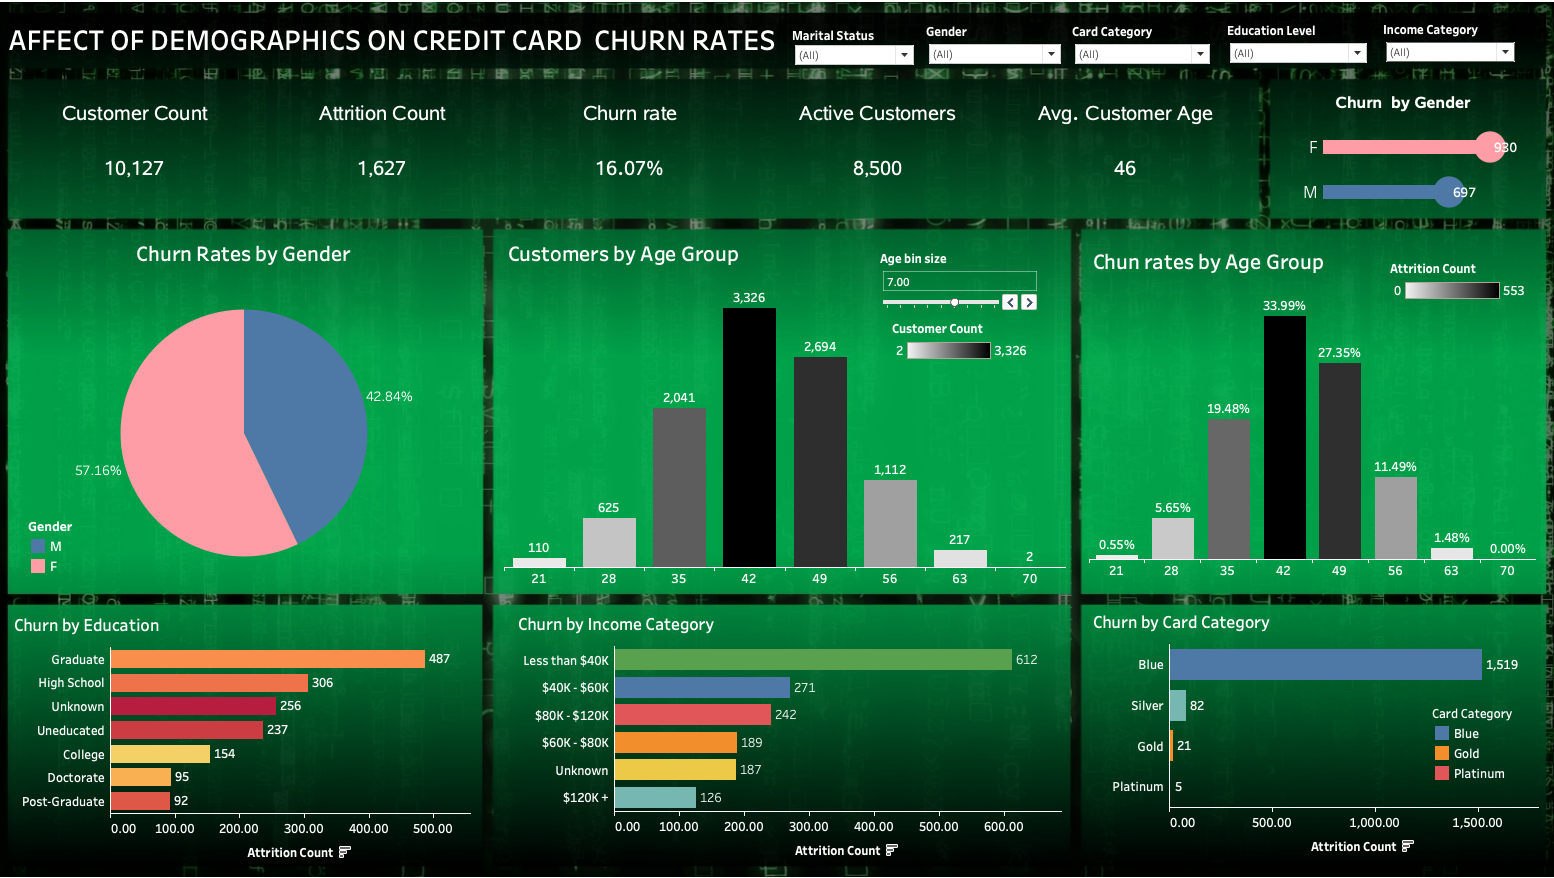 AFFECT OF DEMOGRAPHICS ON CREDIT CARD CHURN RATES
Marital Status
(All)
Gender
(All)
Card Category
(All)
Education Level
(All)
Income Category
(All)
Customer Count
10,127
Attrition Count
1,627
Churn rate
16.07%
Active Customers
8,500
Avg. Customer Age
46
Churn by Gender
F 930
M 697
Churn Rates by Gender
42.84%
57.16%
Gender
M
F
Customers by Age Group
Age bin size
7.00
Customer Count
2 3,326
110
625
2,041
3,326
2,694
1,112
217
2
21 28 35 42 49 56 63 70
Chun rates by Age Group
Attrition Count
0 553
0.55%
5.65%
19.48%
33.99%
27.35%
11.49%
1.48%
0.00%
21 28 35 42 49 56 63 70
Churn by Education
Graduate 487
High School 306
Unknown 256
Uneducated 237
College 154
Doctorate 95
Post-Graduate 92
0.00 100.00 200.00 300.00 400.00 500.00
Attrition Count
Churn by Income Category
Less than $40K 612
$40K - $60K 271
$80K - $120K 242
$60K - $80K 189
Unknown 187
$120K + 126
0.00 100.00 200.00 300.00 400.00 500.00 600.00
Attrition Count
Churn by Card Category
Blue 1,519
Silver 82
Gold 21
Platinum 5
Card Category
Blue
Gold
Platinum
0.00 500.00 1,000.00 1,500.00
Attrition Count